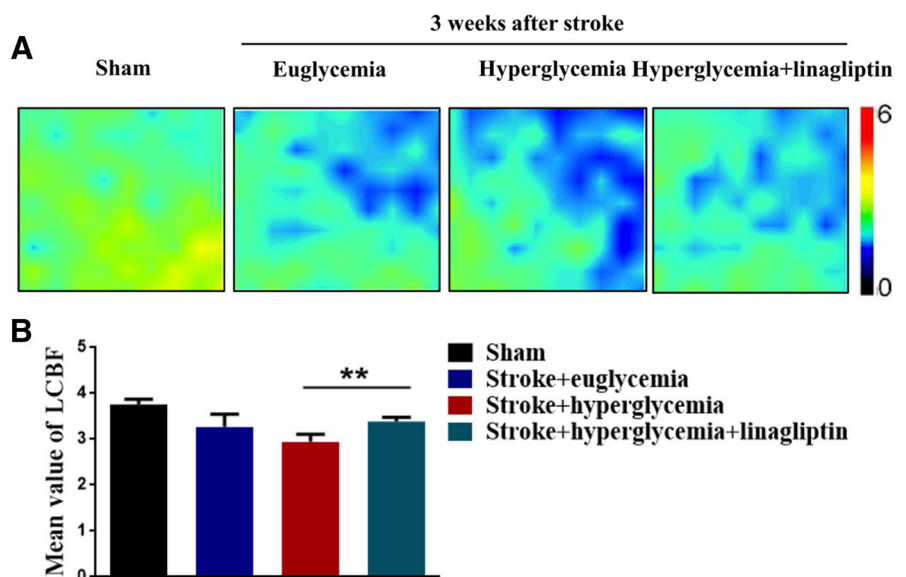 A
3 weeks after stroke
Sham
Euglycemia
Hyperglycemia
Hyperglycemia+linagliptin
6
0
B
Mean value of LCBF
5
4
3
2
1
0
**
Sham
Stroke+euglycemia
Stroke+hyperglycemia
Stroke+hyperglycemia+linagliptin